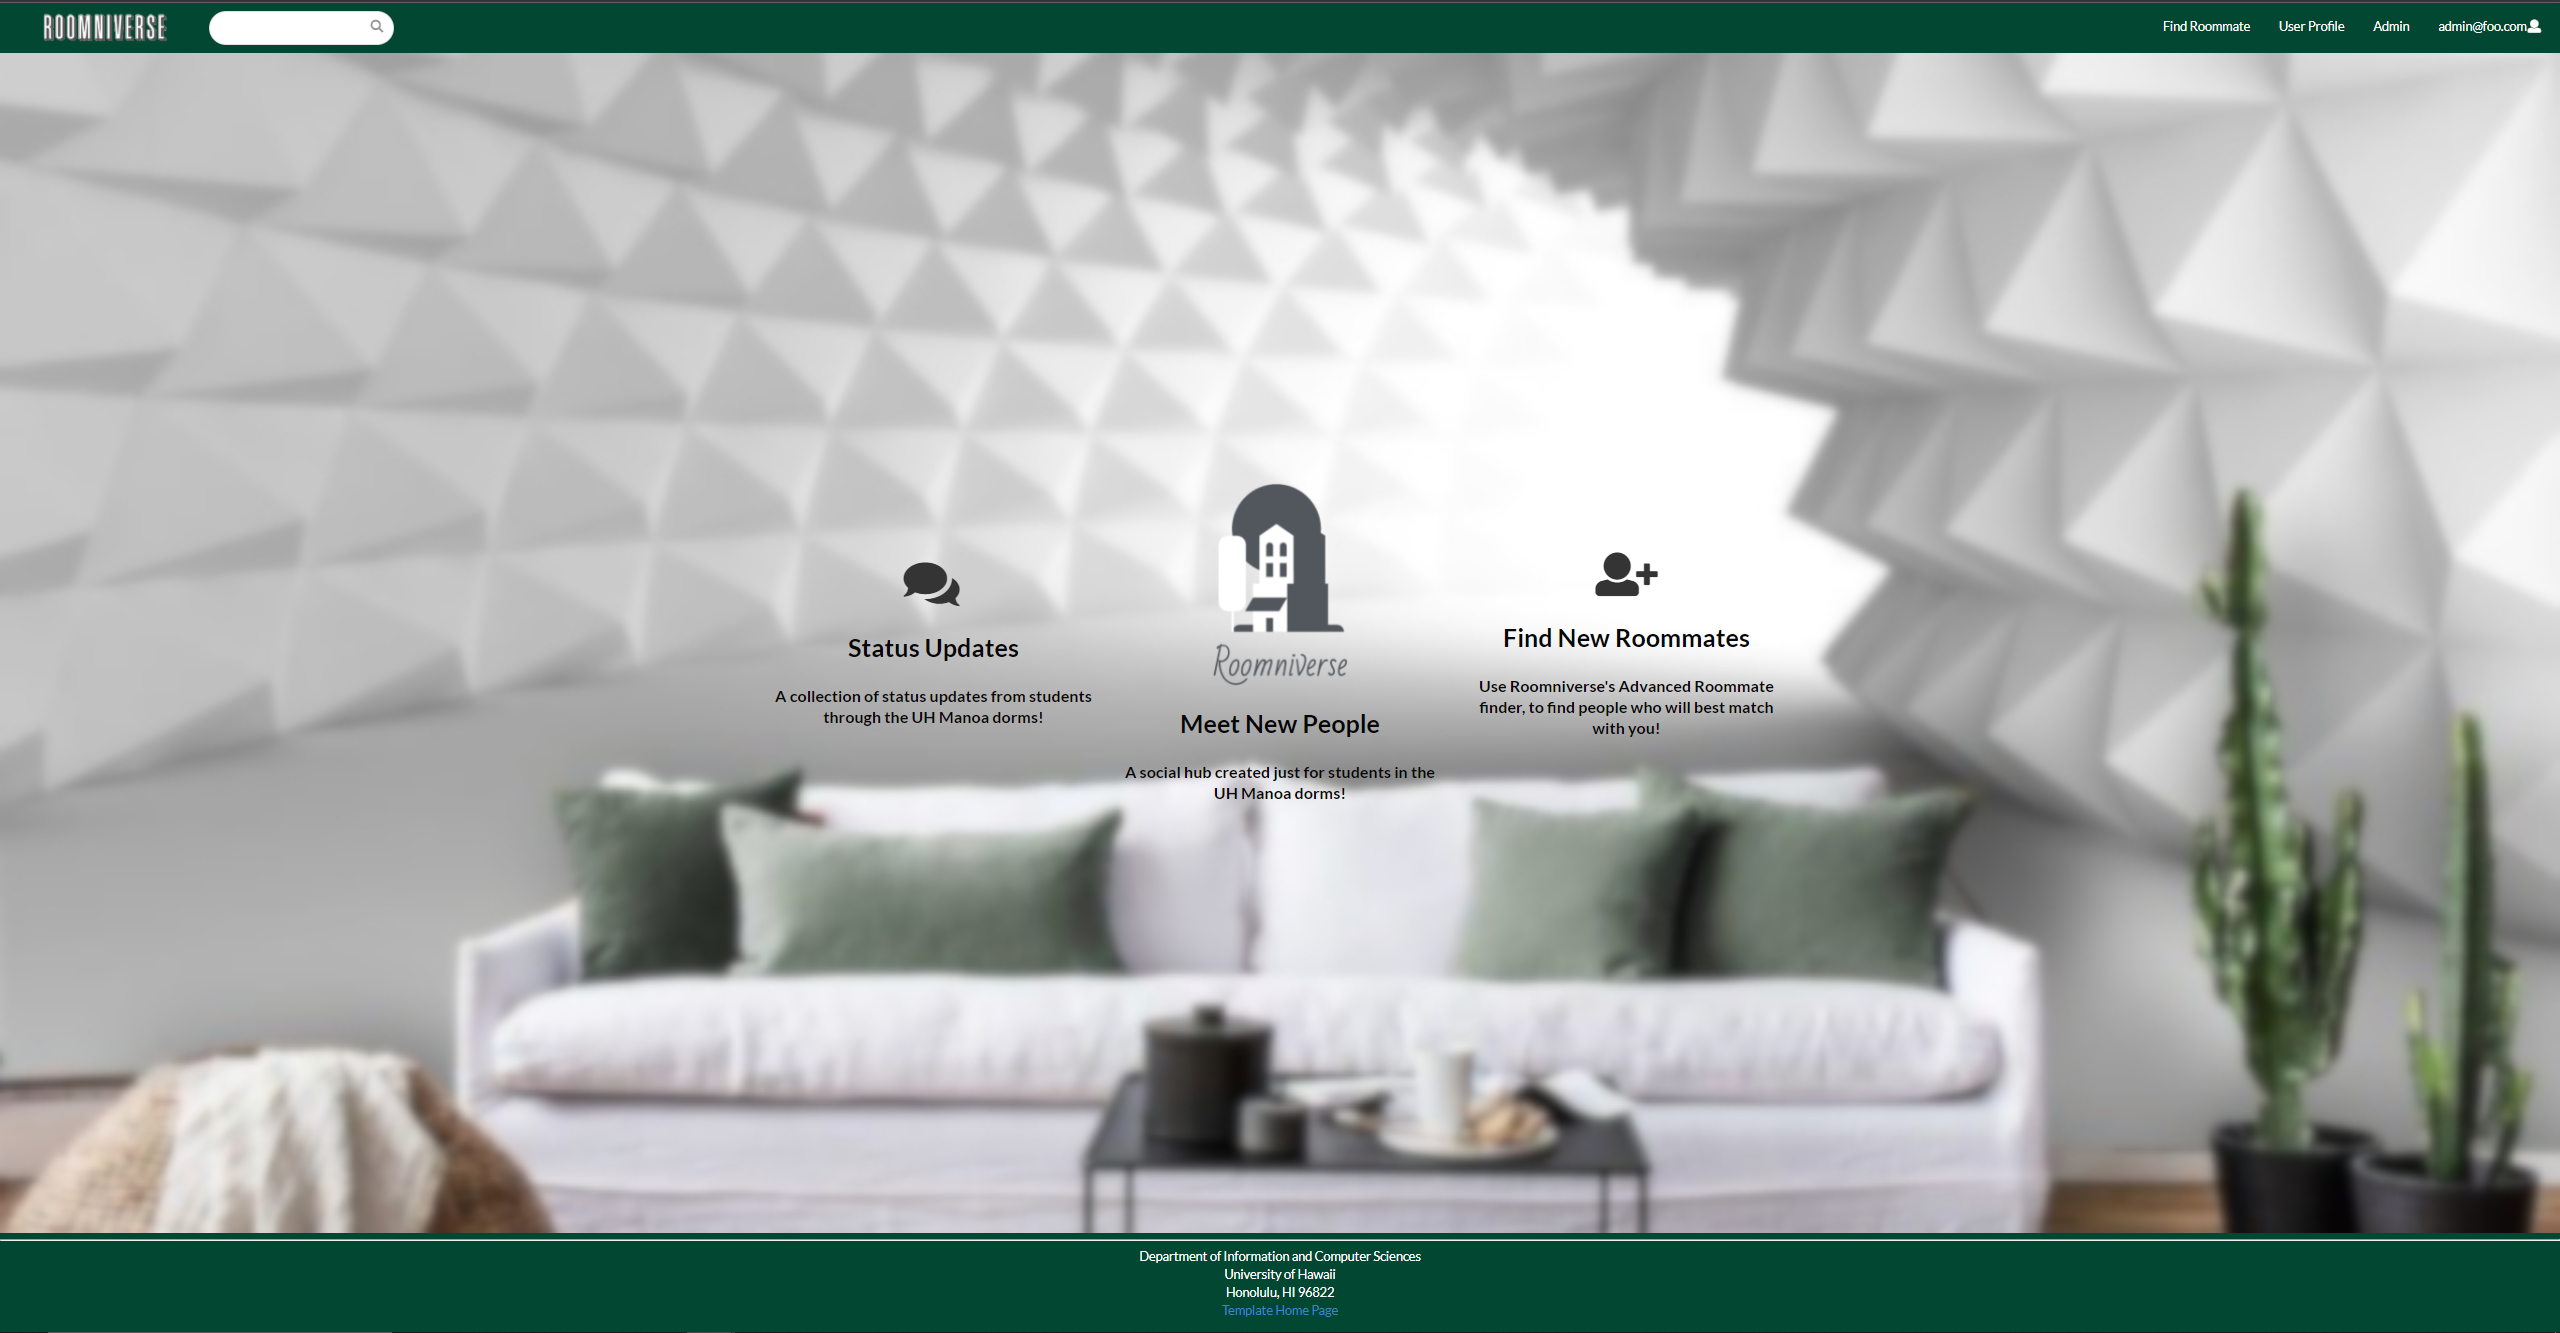 ROOMNIVERSE
Find Roommate
User Profile
Admin
admin@foo.com
Status Updates
A collection of status updates from students
through the UH Manoa dorms!
Roomniverse
Meet New People
A social hub created just for students in the
UH Manoa dorms!
Find New Roommates
Use Roomniverse's Advanced Roommate
finder, to find people who will best match
with you!
Department of Information and Computer Sciences
University of Hawaii
Honolulu, HI 96822
Template Home Page